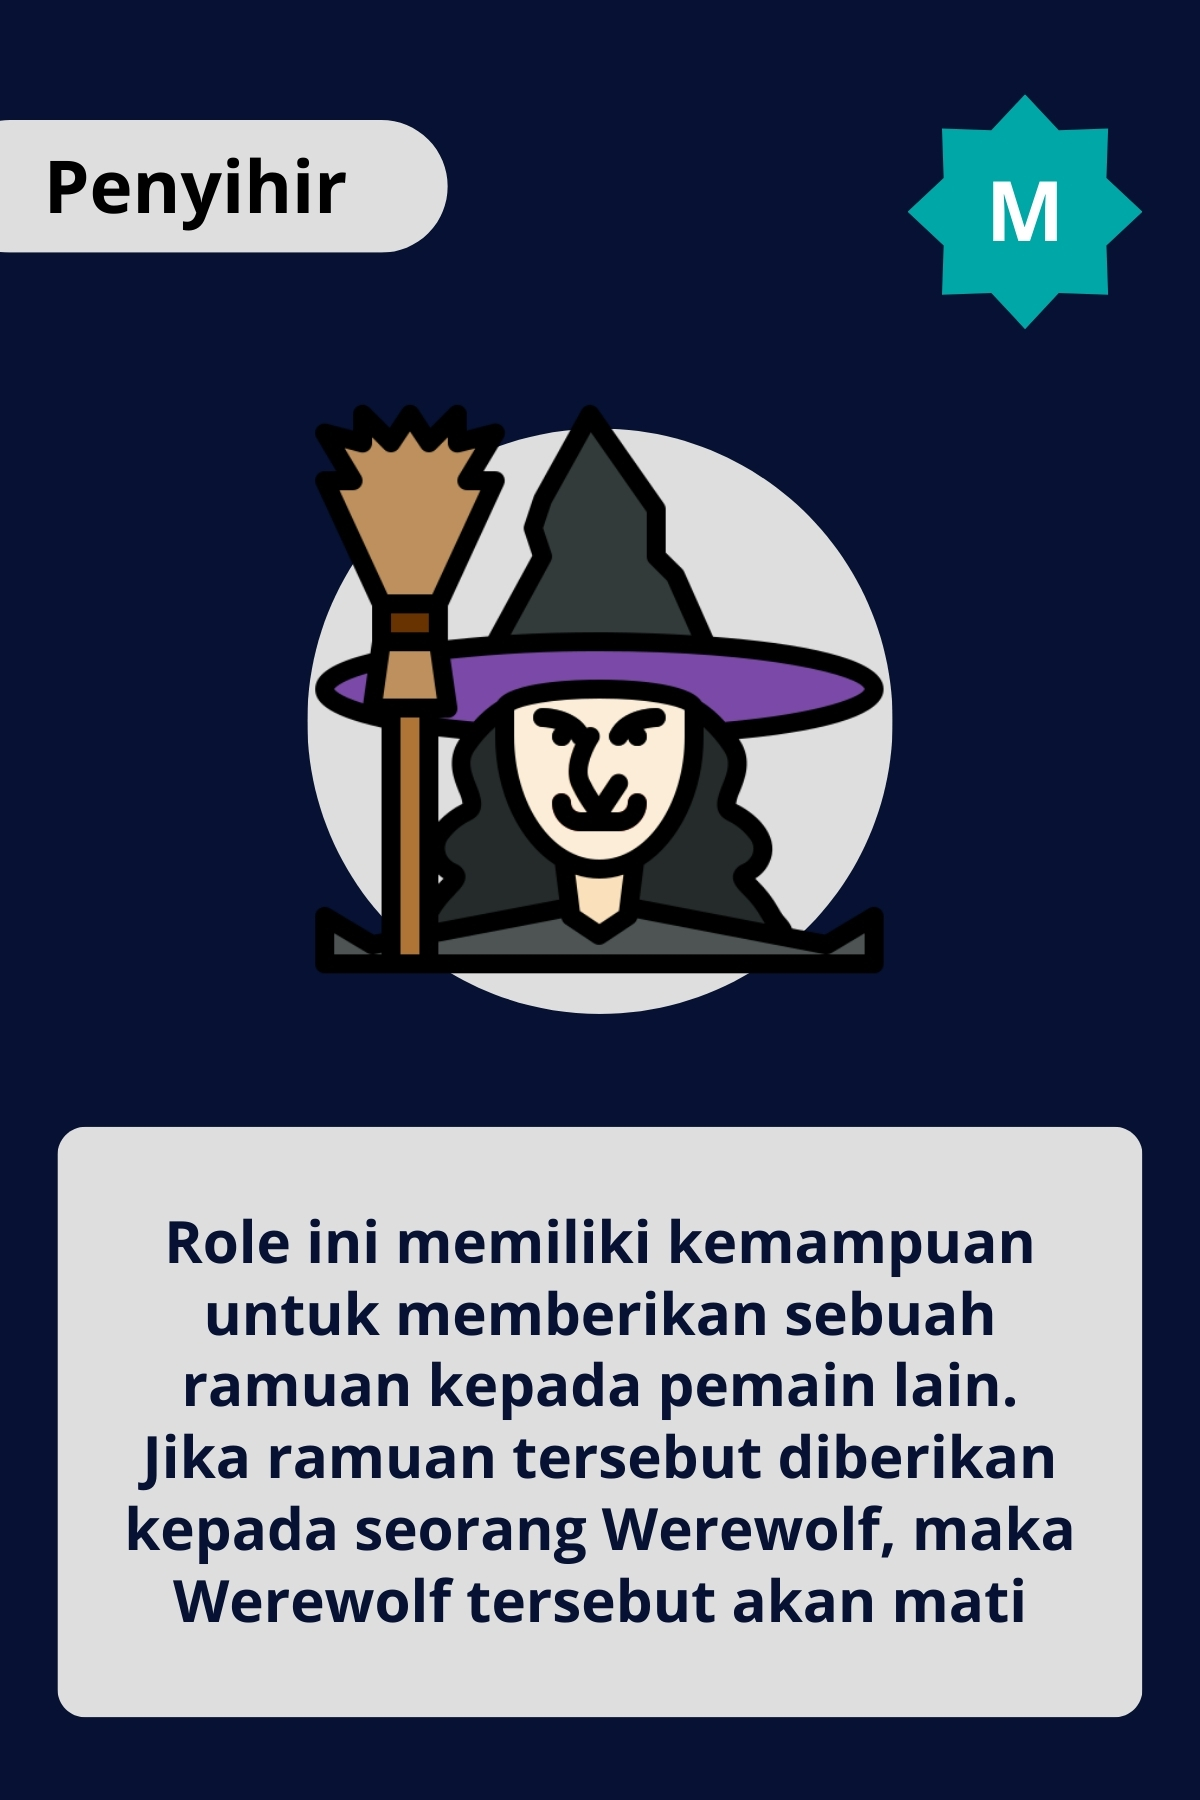 Penyihir
M
Role ini memiliki kemampuan
untuk memberikan sebuah
ramuan kepada pemain lain.
Jika ramuan tersebut diberikan
kepada seorang Werewolf, maka
Werewolf tersebut akan mati